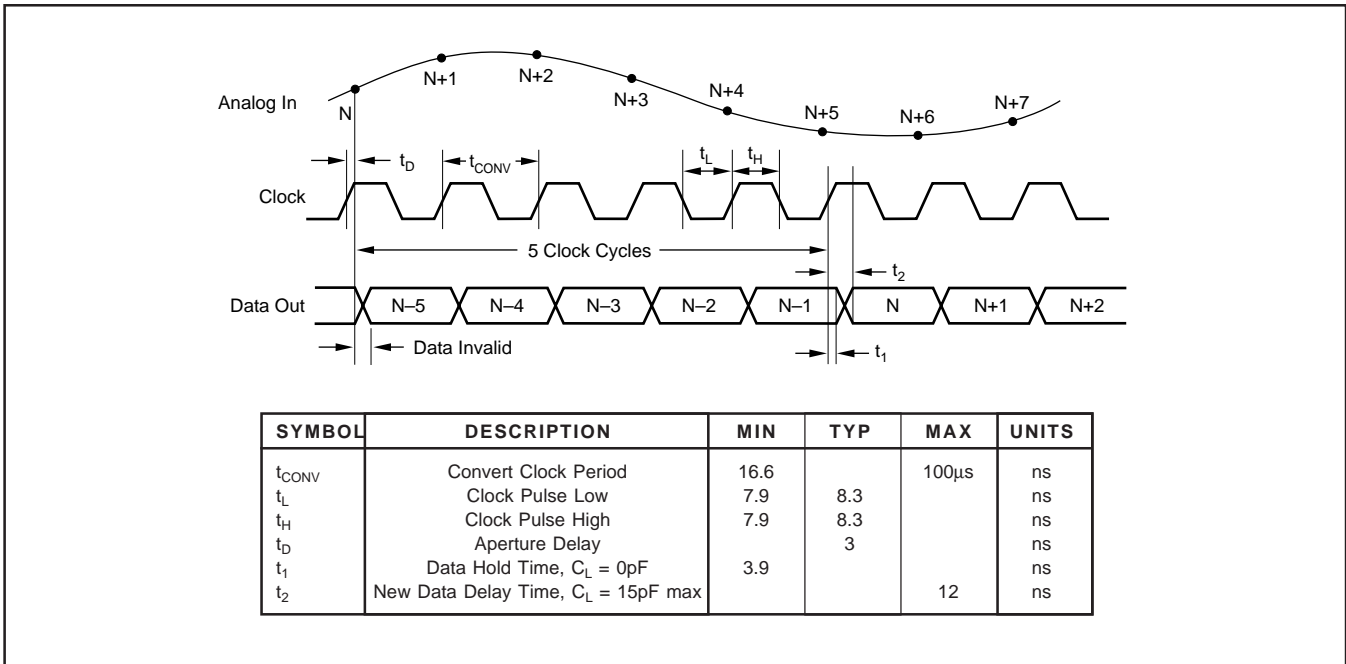 Analog In
N
N+1
N+2
N+3
N+4
N+5
N+6
N+7
t_D
t_CONV
t_L
t_H
Clock
5 Clock Cycles
t_2
Data Out
N–5
N–4
N–3
N–2
N–1
N
N+1
N+2
Data Invalid
t_1
SYMBOL DESCRIPTION MIN TYP MAX UNITS
t_CONV Convert Clock Period 16.6 100µs ns
t_L Clock Pulse Low 7.9 8.3 ns
t_H Clock Pulse High 7.9 8.3 ns
t_D Aperture Delay 3 ns
t_1 Data Hold Time, C_L = 0pF 3.9 ns
t_2 New Data Delay Time, C_L = 15pF max 12 ns